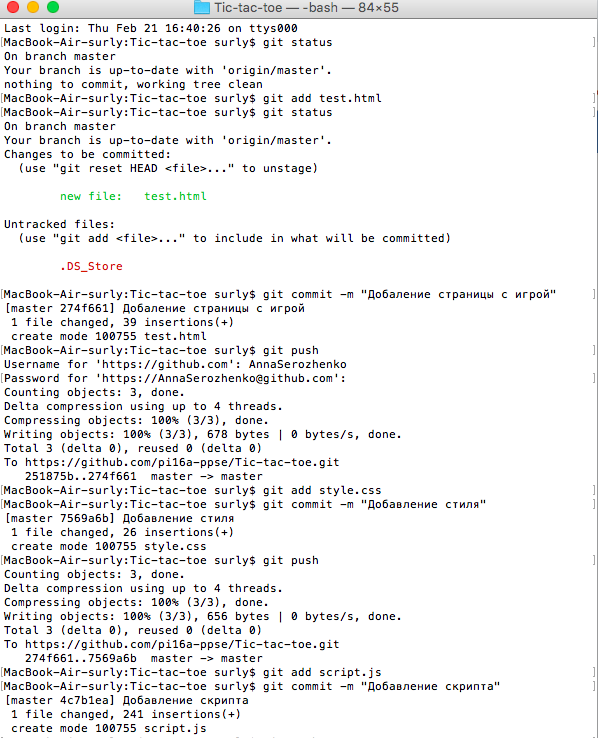 Tic-tac-toe — -bash — 84×55
Last login: Thu Feb 21 16:40:26 on ttys000
[MacBook-Air-surly:Tic-tac-toe surly$ git status ]
On branch master
Your branch is up-to-date with 'origin/master'.
nothing to commit, working tree clean
[MacBook-Air-surly:Tic-tac-toe surly$ git add test.html ]
[MacBook-Air-surly:Tic-tac-toe surly$ git status ]
On branch master
Your branch is up-to-date with 'origin/master'.
Changes to be committed:
  (use "git reset HEAD <file>..." to unstage)
        new file:   test.html
Untracked files:
  (use "git add <file>..." to include in what will be committed)
        .DS_Store
[MacBook-Air-surly:Tic-tac-toe surly$ git commit -m "Добаление страницы с игрой" ]
[master 274f661] Добаление страницы с игрой
 1 file changed, 39 insertions(+)
 create mode 100755 test.html
[MacBook-Air-surly:Tic-tac-toe surly$ git push ]
Username for 'https://github.com': AnnaSerozhenko
[Password for 'https://AnnaSerozhenko@github.com': ]
Counting objects: 3, done.
Delta compression using up to 4 threads.
Compressing objects: 100% (3/3), done.
Writing objects: 100% (3/3), 678 bytes | 0 bytes/s, done.
Total 3 (delta 0), reused 0 (delta 0)
To https://github.com/pi16a-ppse/Tic-tac-toe.git
   251875b..274f661  master -> master
[MacBook-Air-surly:Tic-tac-toe surly$ git add style.css ]
[MacBook-Air-surly:Tic-tac-toe surly$ git commit -m "Добавление стиля" ]
[master 7569a6b] Добавление стиля
 1 file changed, 26 insertions(+)
 create mode 100755 style.css
[MacBook-Air-surly:Tic-tac-toe surly$ git push ]
Counting objects: 3, done.
Delta compression using up to 4 threads.
Compressing objects: 100% (3/3), done.
Writing objects: 100% (3/3), 656 bytes | 0 bytes/s, done.
Total 3 (delta 0), reused 0 (delta 0)
To https://github.com/pi16a-ppse/Tic-tac-toe.git
   274f661..7569a6b  master -> master
[MacBook-Air-surly:Tic-tac-toe surly$ git add script.js ]
[MacBook-Air-surly:Tic-tac-toe surly$ git commit -m "Добавление скрипта" ]
[master 4c7b1ea] Добавление скрипта
 1 file changed, 241 insertions(+)
 create mode 100755 script.js